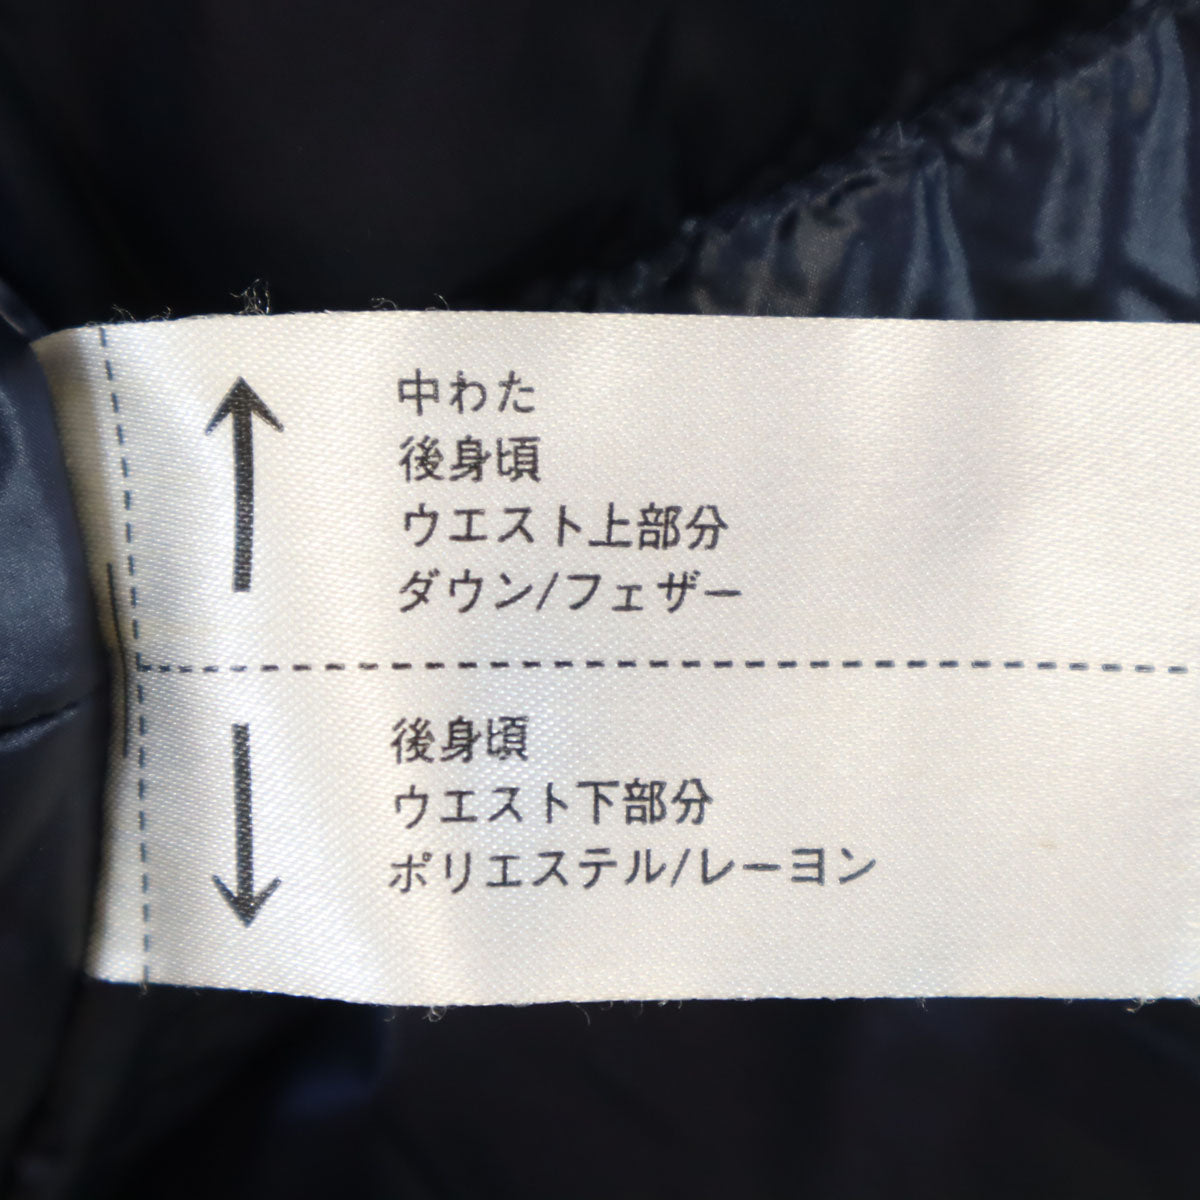 中わた
後身頃
ウエスト上部分
ダウン/フェザー
後身頃
ウエスト下部分
ポリエステル/レーヨン